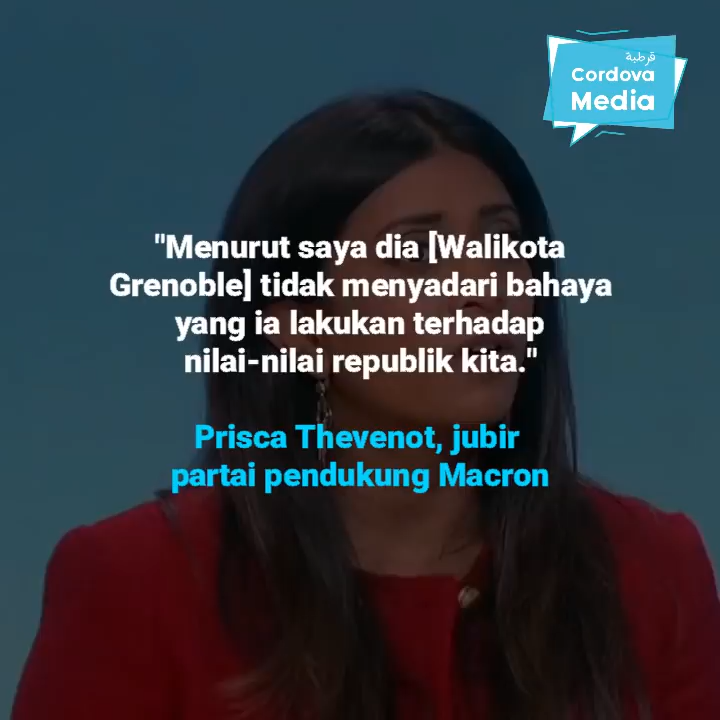 قرطبة
Cordova
Media
"Menurut saya dia [Walikota
Grenoble] tidak menyadari bahaya
yang ia lakukan terhadap
nilai-nilai republik kita."
Prisca Thevenot, jubir
partai pendukung Macron